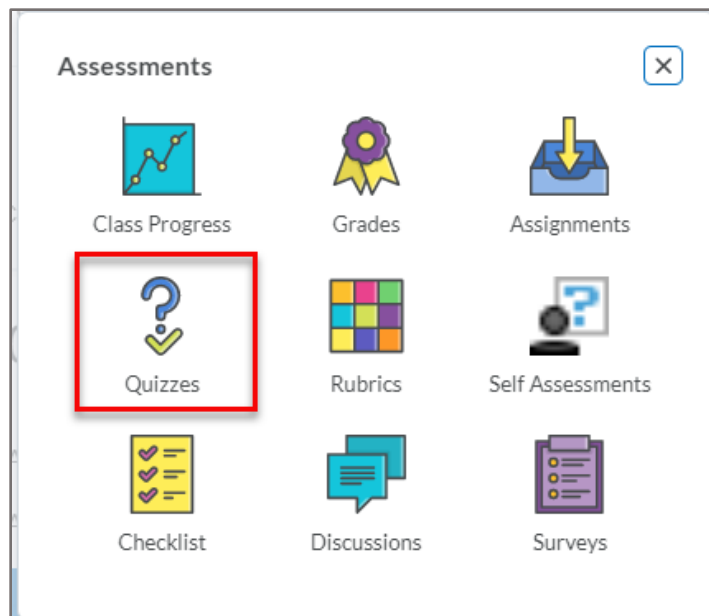 Assessments
Class Progress
Grades
Assignments
Quizzes
Rubrics
Self Assessments
Checklist
Discussions
Surveys